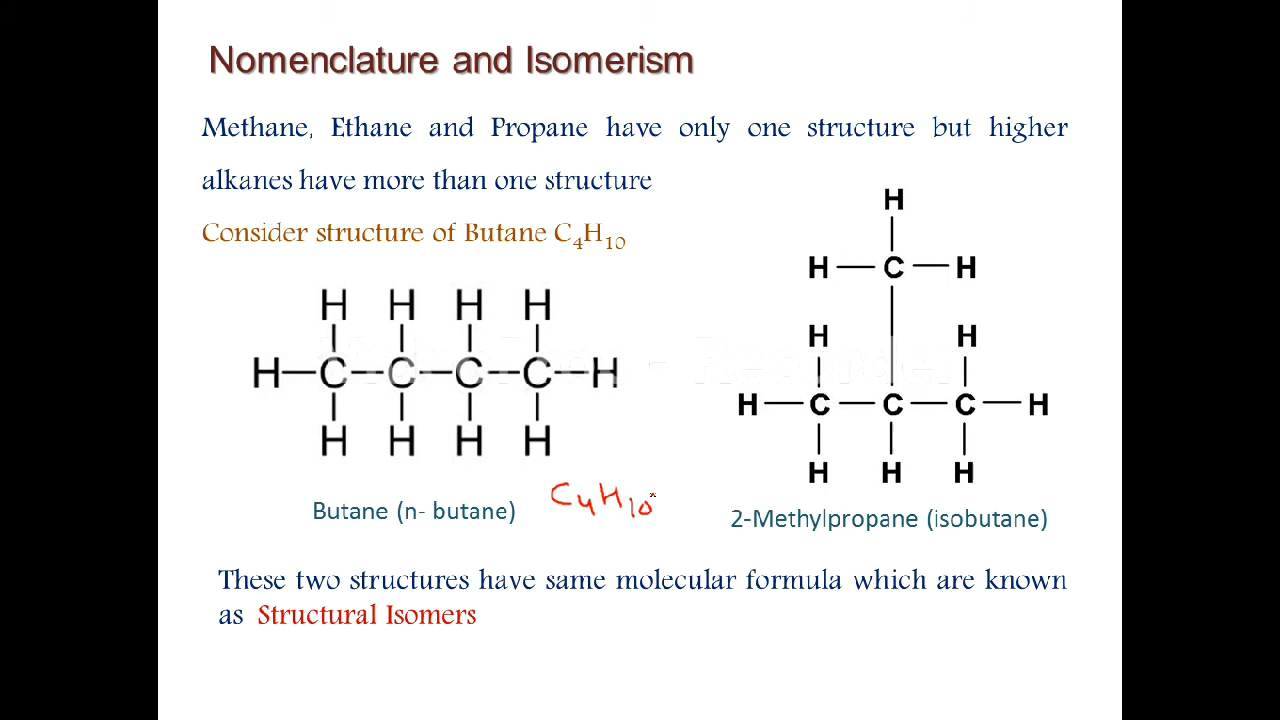 Nomenclature and Isomerism
Methane, Ethane and Propane have only one structure but higher
alkanes have more than one structure
Consider structure of Butane C₄H₁₀
H
H—C—H
H H H H
H H
H—C—C—C—C—H
H—C—C—C—H
H H H H
H H H
Butane (n- butane)
C₄H₁₀
2-Methylpropane (isobutane)
These two structures have same molecular formula which are known
as Structural Isomers